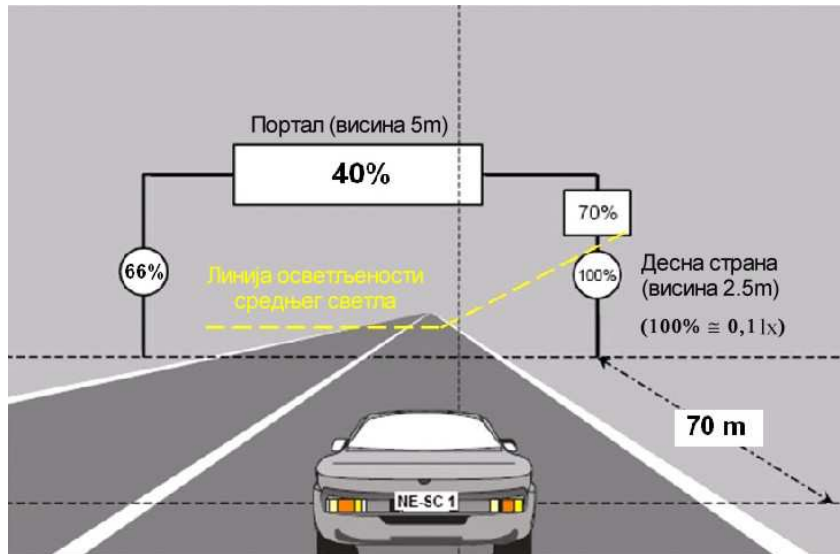 Портал (висина 5m)
40%
70%
66%
100%
Линија осветљености
средњег светла
Десна страна
(висина 2.5m)
(100% ≅ 0,1 lx)
70 m
NE-SC 1